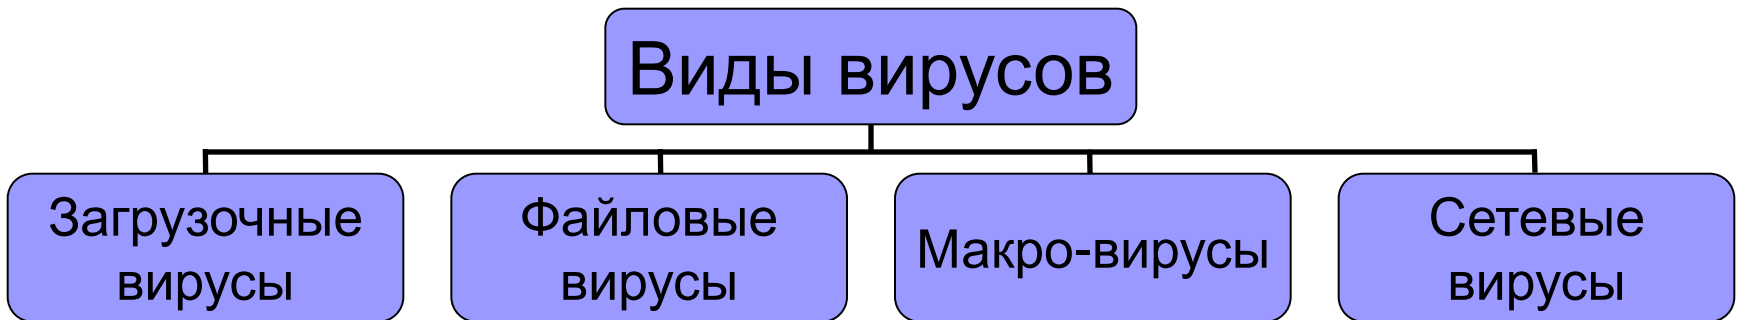 Виды вирусов
Загрузочные
вирусы
Файловые
вирусы
Макро-вирусы
Сетевые
вирусы